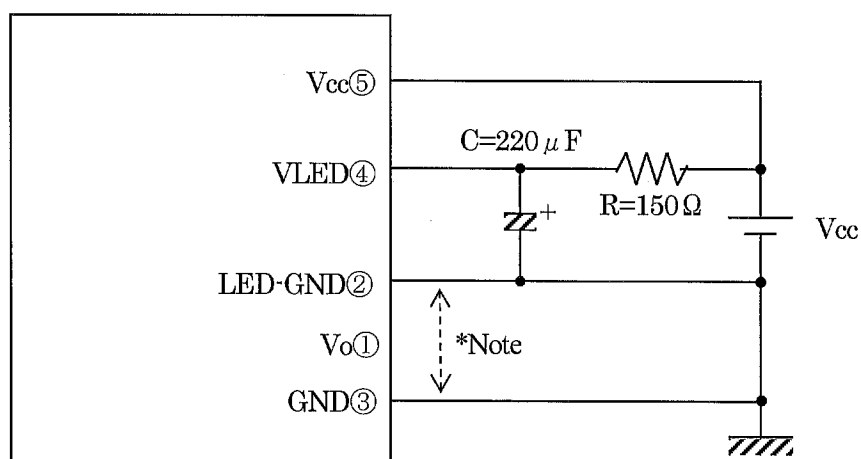 Vcc⑤
C=220μF
VLED④
R=150Ω
+
Vcc
LED-GND②
Vo①
*Note
GND③